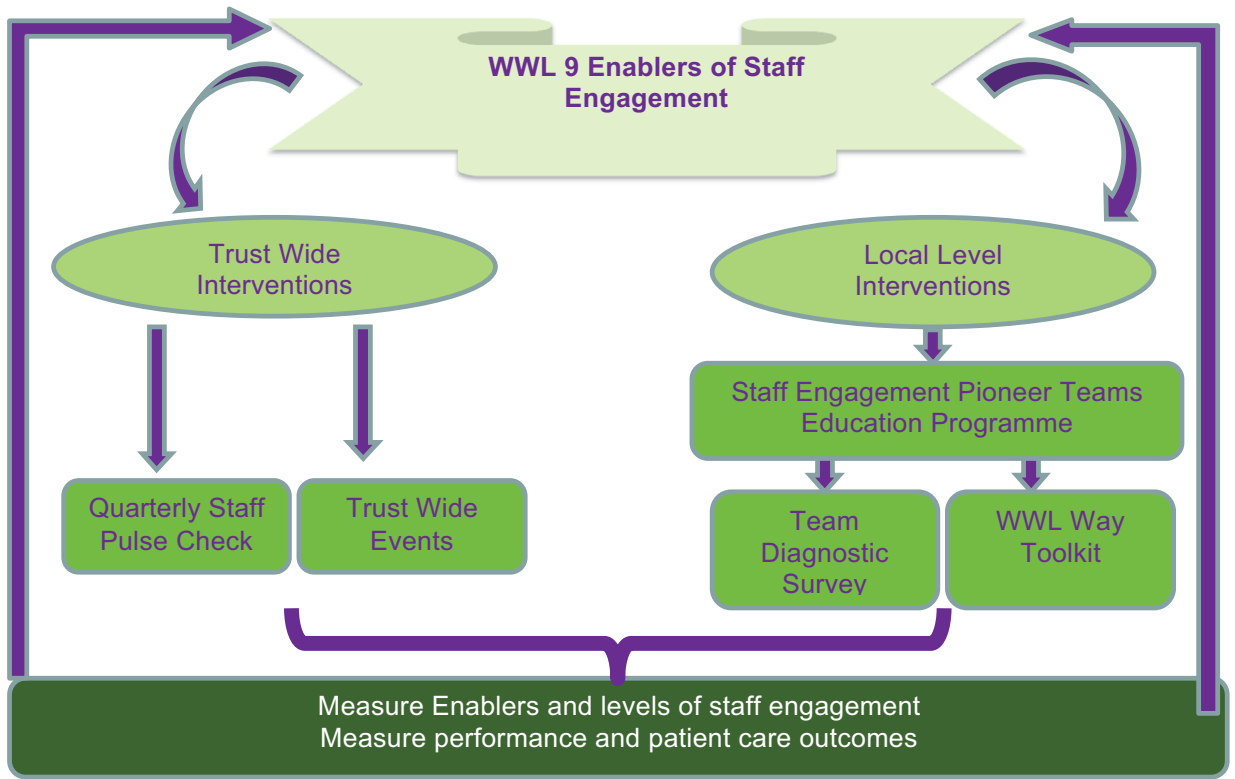 WWL 9 Enablers of Staff
Engagement
Trust Wide
Interventions
Local Level
Interventions
Staff Engagement Pioneer Teams
Education Programme
Quarterly Staff
Pulse Check
Trust Wide
Events
Team
Diagnostic
Survey
WWL Way
Toolkit
Measure Enablers and levels of staff engagement
Measure performance and patient care outcomes